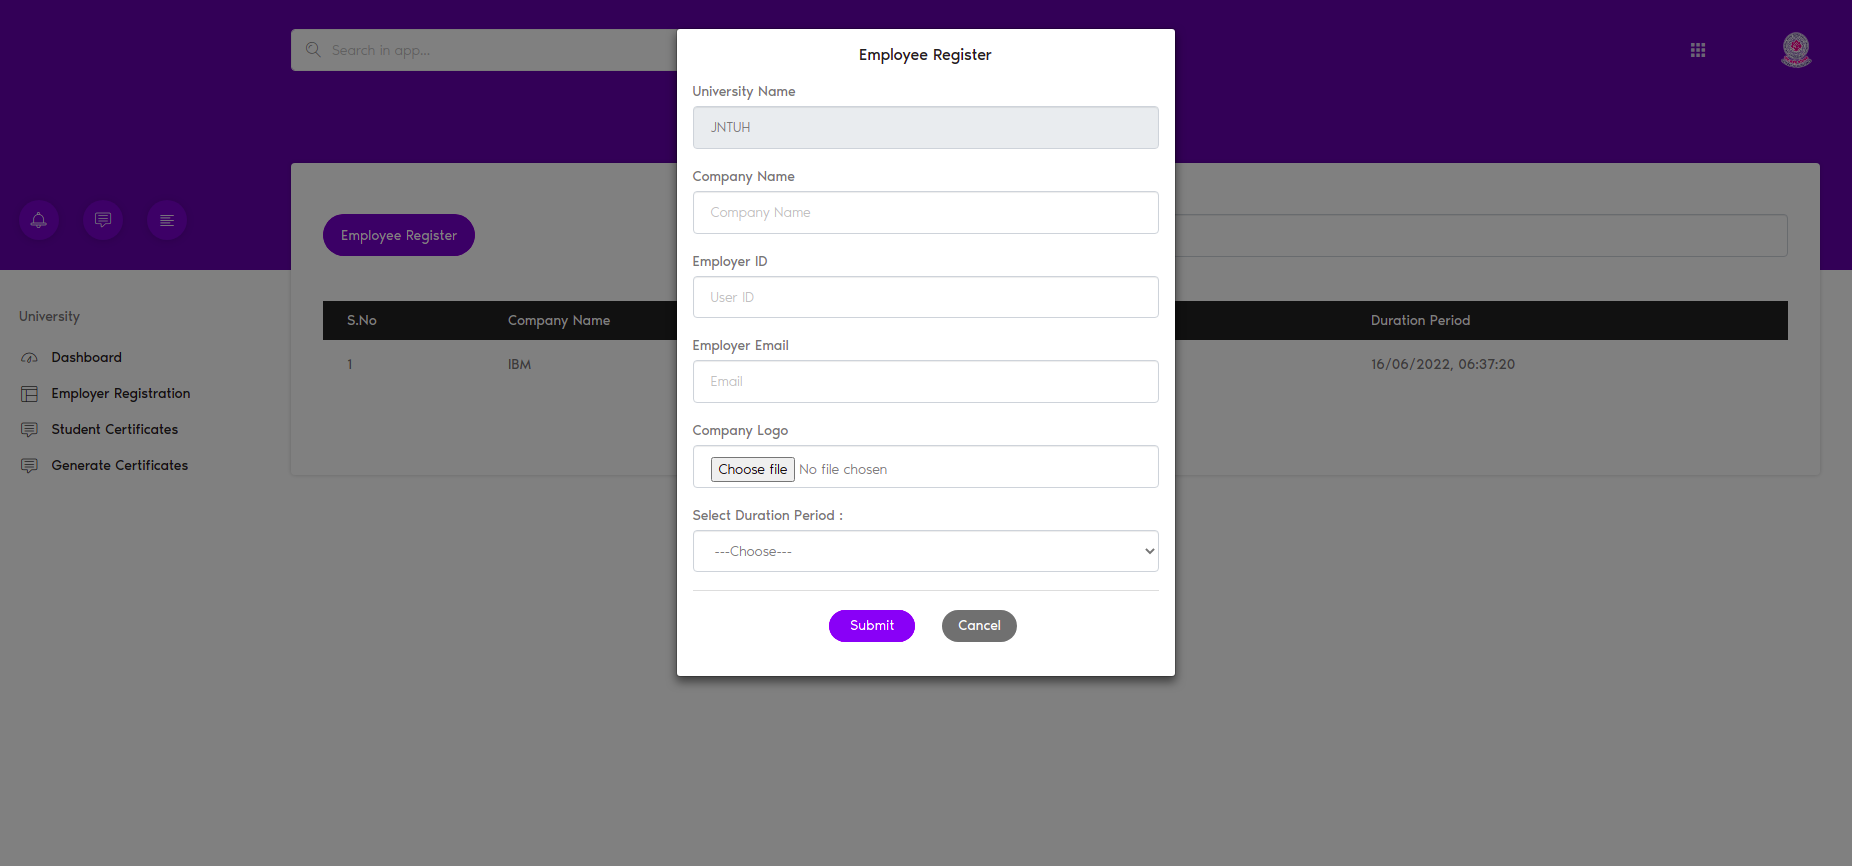 Search in app...
Employee Register
University Name
JNTUH
Company Name
Company Name
Employer ID
User ID
Employer Email
Email
Company Logo
Choose file No file chosen
Select Duration Period :
---Choose---
Submit Cancel
Employee Register
S.No Company Name Duration Period
1 IBM 16/06/2022, 06:37:20
University
Dashboard
Employer Registration
Student Certificates
Generate Certificates